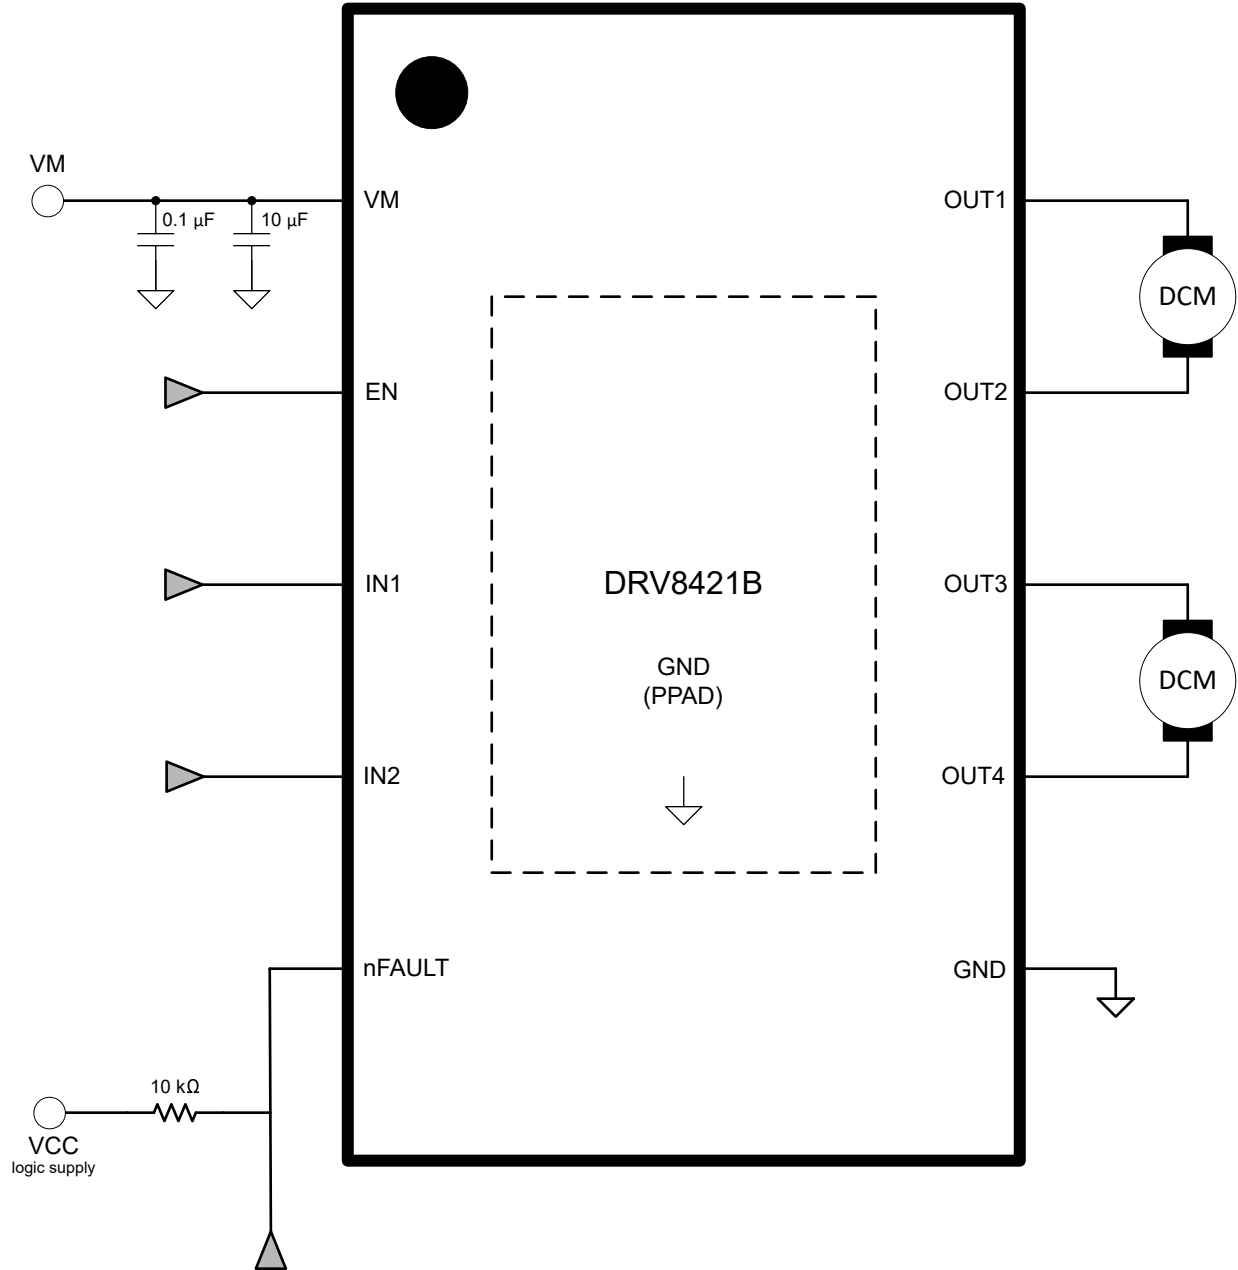 VM
0.1 µF
10 µF
VM
OUT1
DCM
EN
OUT2
IN1
DRV8421B
OUT3
GND
(PPAD)
DCM
IN2
OUT4
nFAULT
GND
10 kΩ
VCC
logic supply